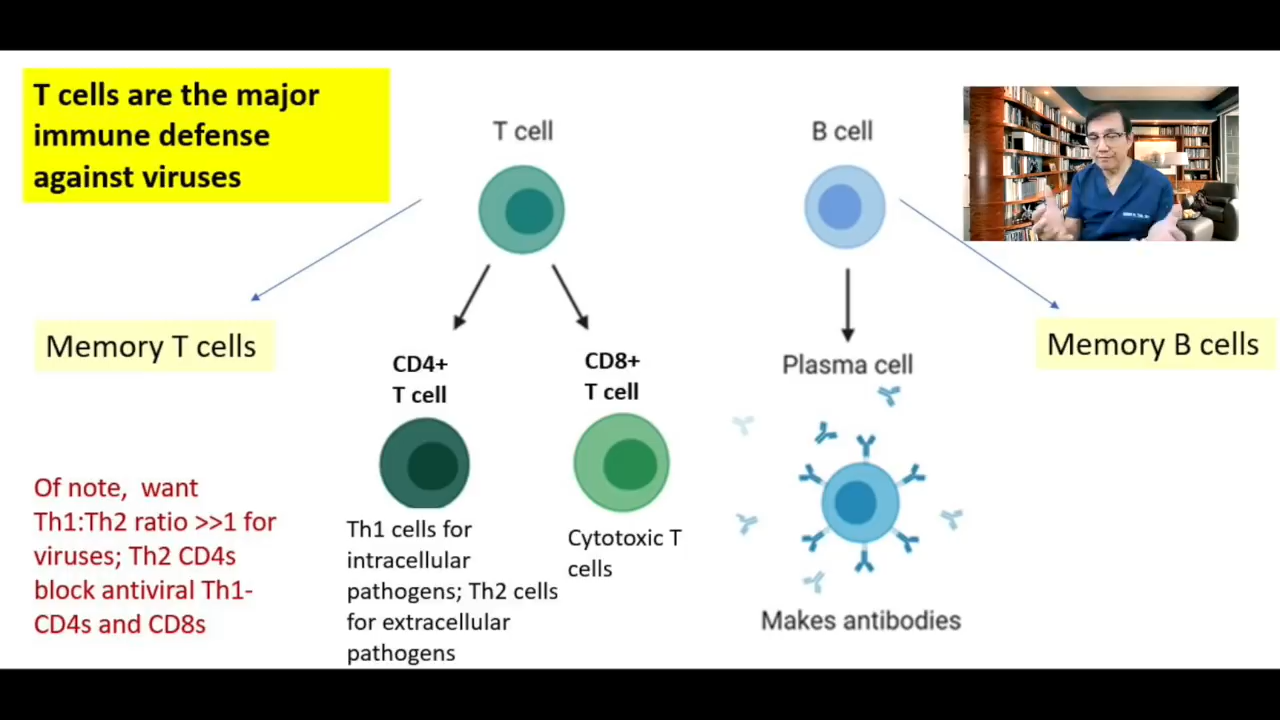 T cells are the major
immune defense
against viruses
T cell
B cell
Memory T cells
CD4+
T cell
CD8+
T cell
Plasma cell
Memory B cells
Of note, want
Th1:Th2 ratio >>1 for
viruses; Th2 CD4s
block antiviral Th1-
CD4s and CD8s
Th1 cells for
intracellular
pathogens; Th2 cells
for extracellular
pathogens
Cytotoxic T
cells
Makes antibodies